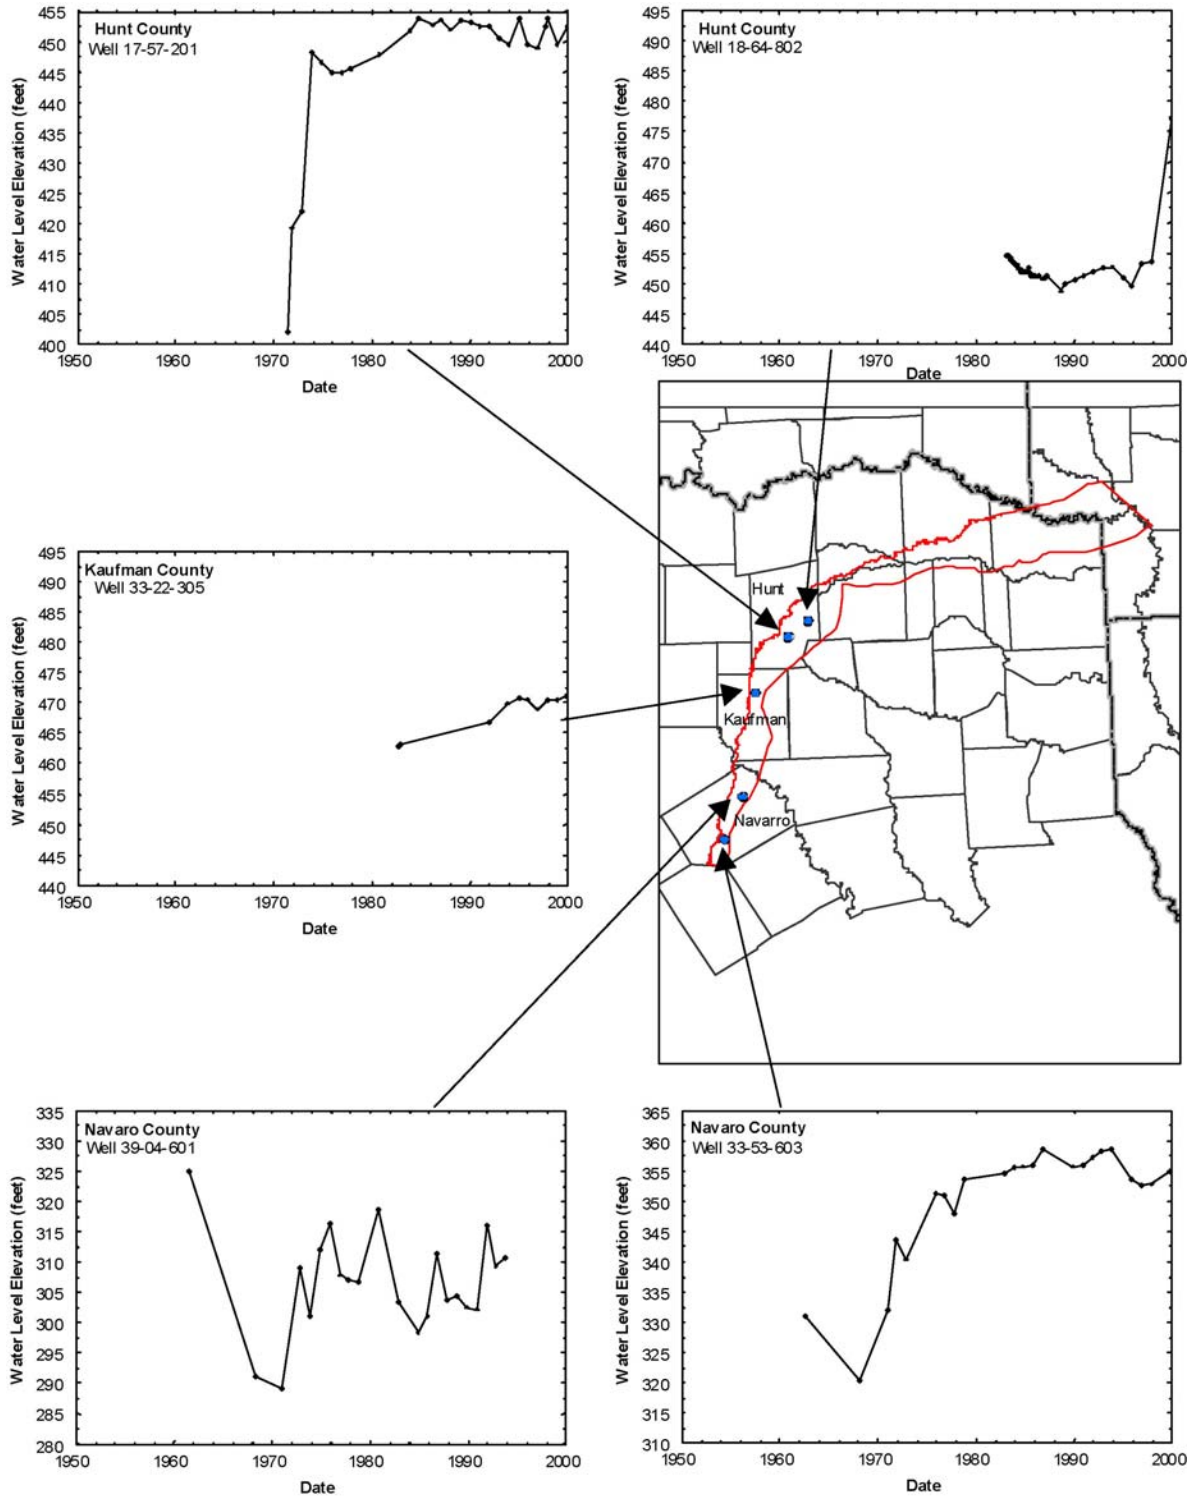 Hunt County
Well 17-57-201
Water Level Elevation (feet)
455
450
445
440
435
430
425
420
415
410
405
400
1950 1960 1970 1980 1990 2000
Date
Hunt County
Well 18-64-802
Water Level Elevation (feet)
495
490
485
480
475
470
465
460
455
450
445
440
1950 1960 1970 1980 1990 2000
Date
Kaufman County
Well 33-22-305
Water Level Elevation (feet)
495
490
485
480
475
470
465
460
455
450
445
440
1950 1960 1970 1980 1990 2000
Date
Hunt
Kaufman
Navarro
Navaro County
Well 39-04-601
Water Level Elevation (feet)
335
330
325
320
315
310
305
300
295
290
285
280
1950 1960 1970 1980 1990 2000
Date
Navaro County
Well 33-53-603
Water Level Elevation (feet)
365
360
355
350
345
340
335
330
325
320
315
310
1950 1960 1970 1980 1990 2000
Date